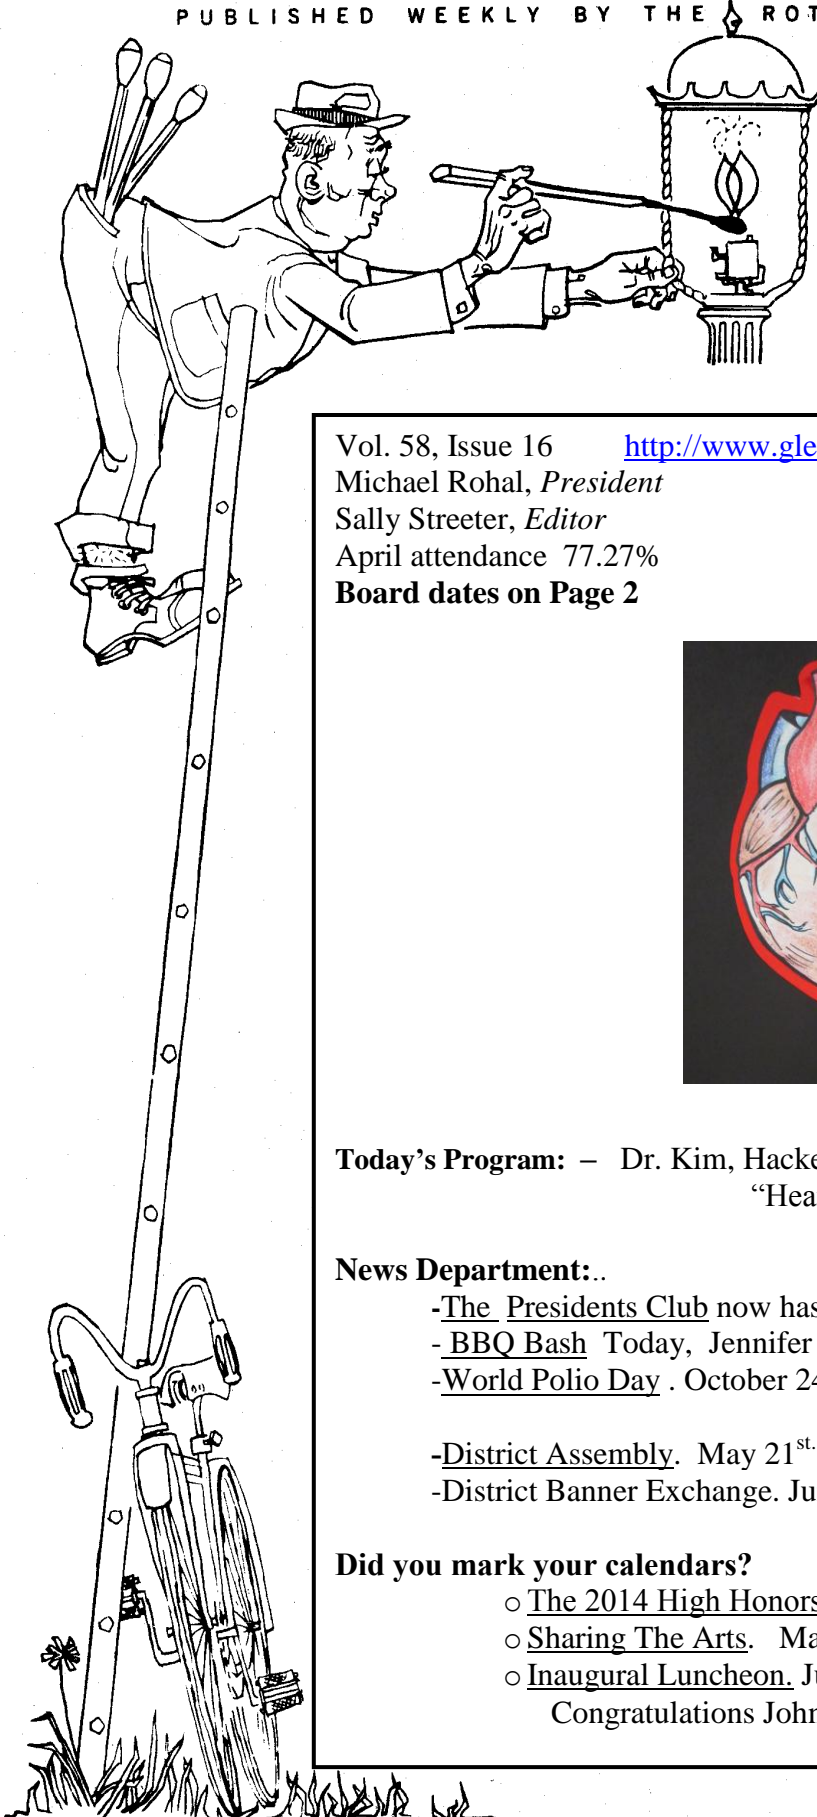 PUBLISHED WEEKLY BY THE ROT
Vol. 58, Issue 16 http://www.gle
Michael Rohal, President
Sally Streeter, Editor
April attendance 77.27%
Board dates on Page 2
Today's Program: – Dr. Kim, Hacke
“Hea
News Department:..
-The Presidents Club now has
- BBQ Bash Today, Jennifer
-World Polio Day . October 24
-District Assembly. May 21st.
-District Banner Exchange. Ju
Did you mark your calendars?
o The 2014 High Honors
o Sharing The Arts. Ma
o Inaugural Luncheon. Ju
Congratulations John